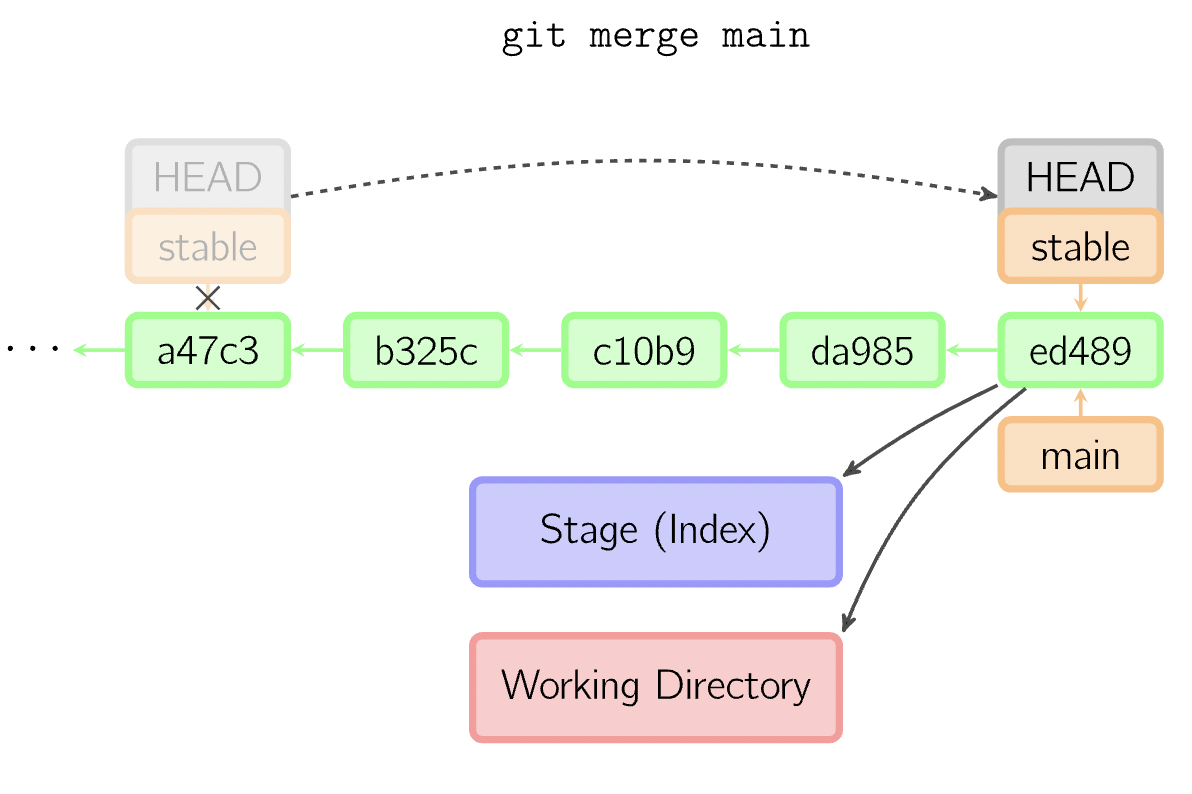 git merge main
HEAD
HEAD
stable
stable
... a47c3 b325c c10b9 da985 ed489
main
Stage (Index)
Working Directory